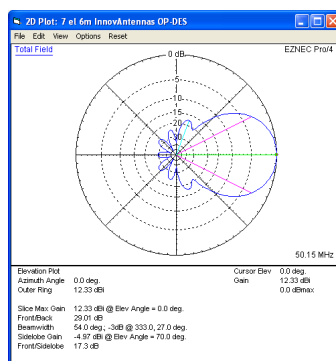 2D Plot: 7 el 6m InnovAntennas OP-DES
File Edit View Options Reset
Total Field
EZNEC Pro/4
0 dB
-5
-10
-15
-20
-30
50.15 MHz
Elevation Plot
Azimuth Angle 0.0 deg.
Outer Ring 12.33 dBi
Cursor Elev 0.0 deg.
Gain 12.33 dBi
0.0 dBmax
Slice Max Gain 12.33 dBi @ Elev Angle = 0.0 deg.
Front/Back 29.01 dB
Beamwidth 54.0 deg.; -3dB @ 333.0, 27.0 deg.
Sidelobe Gain -4.97 dBi @ Elev Angle = 70.0 deg.
Front/Sidelobe 17.3 dB